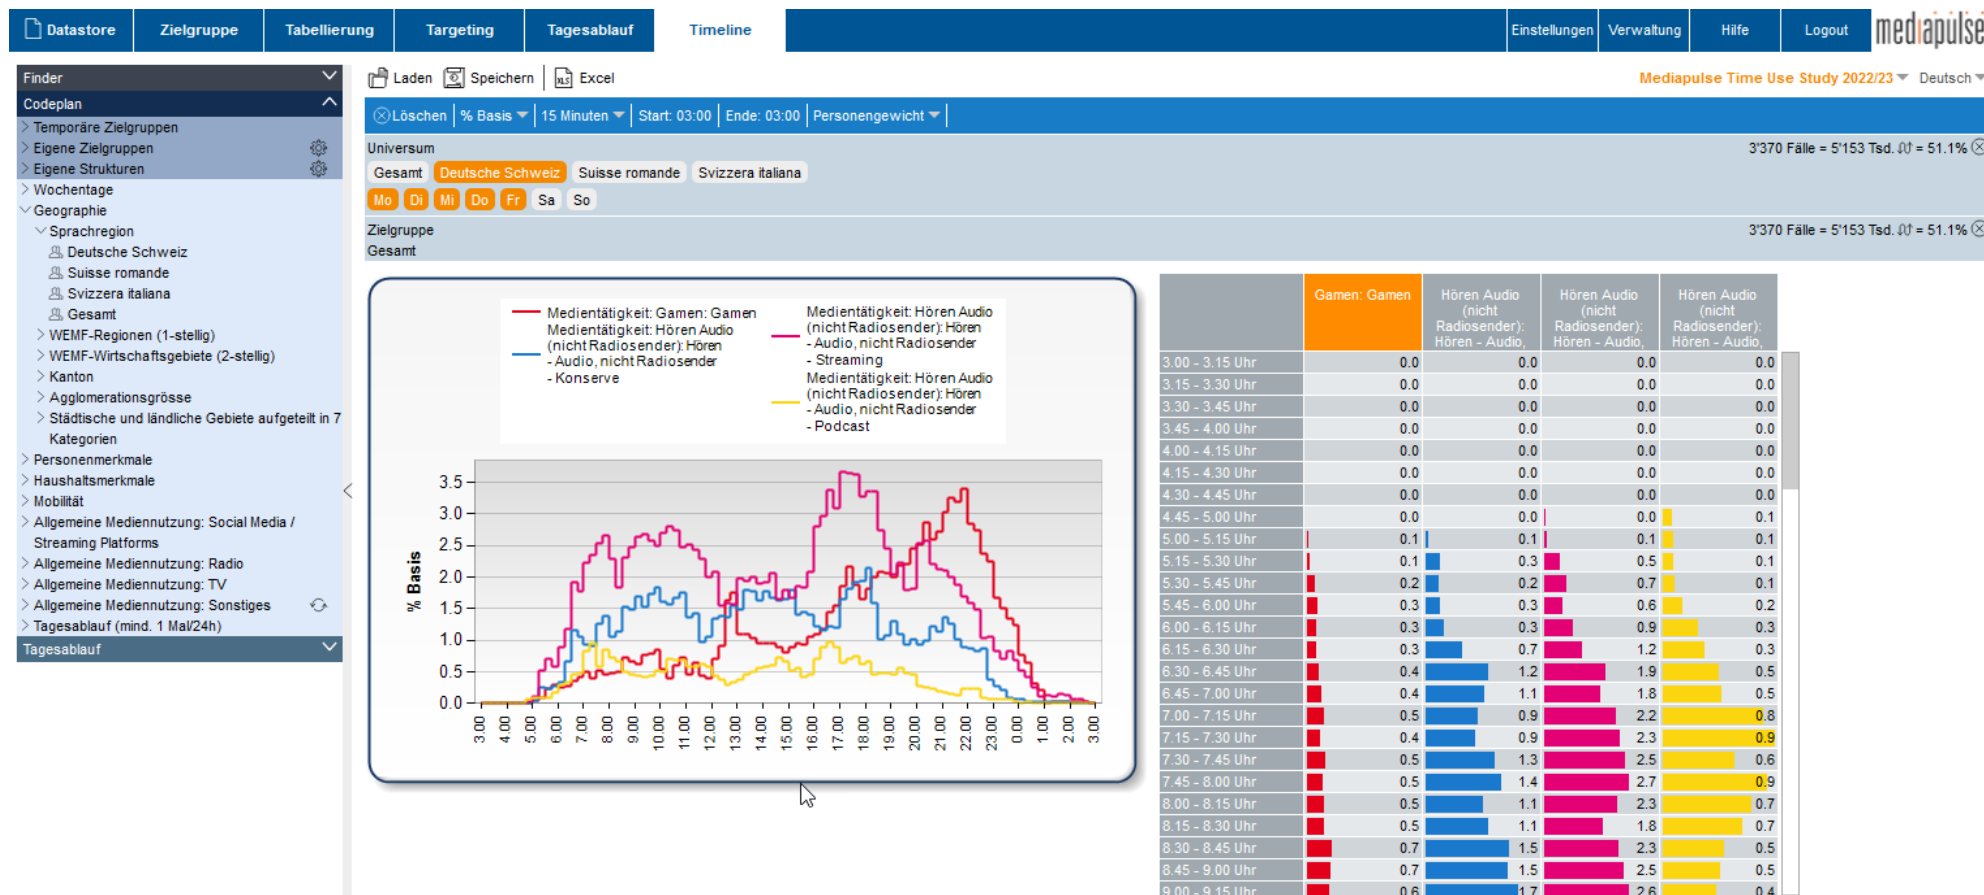 Datastore Zielgruppe Tabellierung Targeting Tagesablauf Timeline Einstellungen Verwaltung Hilfe Logout mediapulse
Finder
Codeplan
Temporäre Zielgruppen
Eigene Zielgruppen
Eigene Strukturen
Wochentage
Geographie
Sprachregion
Deutsche Schweiz
Suisse romande
Svizzera italiana
Gesamt
WEMF-Regionen (1-stellig)
WEMF-Wirtschaftsgebiete (2-stellig)
Kanton
Agglomerationsgrösse
Städtische und ländliche Gebiete aufgeteilt in 7
Kategorien
Personenmerkmale
Haushaltsmerkmale
Mobilität
Allgemeine Mediennutzung: Social Media /
Streaming Platforms
Allgemeine Mediennutzung: Radio
Allgemeine Mediennutzung: TV
Allgemeine Mediennutzung: Sonstiges
Tagesablauf (mind. 1 Mal/24h)
Tagesablauf
Laden Speichern XLS Excel
Mediapulse Time Use Study 2022/23 Deutsch
Löschen % Basis 15 Minuten Start: 03:00 Ende: 03:00 Personengewicht
Universum 3'370 Fälle = 5'153 Tsd. = 51.1%
Gesamt Deutsche Schweiz Suisse romande Svizzera italiana
Mo Di Mi Do Fr Sa So
Zielgruppe 3'370 Fälle = 5'153 Tsd. = 51.1%
Gesamt
Medientätigkeit: Gamen: Gamen
Medientätigkeit: Hören Audio
(nicht Radiosender): Hören
- Audio, nicht Radiosender
- Konserve
Medientätigkeit: Hören Audio
(nicht Radiosender): Hören
- Audio, nicht Radiosender
- Streaming
Medientätigkeit: Hören Audio
(nicht Radiosender): Hören
- Audio, nicht Radiosender
- Podcast
% Basis
3.5
3.0
2.5
2.0
1.5
1.0
0.5
0.0
3.00 4.00 5.00 6.00 7.00 8.00 9.00 10.00 11.00 12.00 13.00 14.00 15.00 16.00 17.00 18.00 19.00 20.00 21.00 22.00 23.00 0.00 1.00 2.00 3.00
Gamen: Gamen
Hören Audio
(nicht
Radiosender):
Hören - Audio,
Hören Audio
(nicht
Radiosender):
Hören - Audio,
Hören Audio
(nicht
Radiosender):
Hören - Audio,
3.00 - 3.15 Uhr 0.0 0.0 0.0 0.0
3.15 - 3.30 Uhr 0.0 0.0 0.0 0.0
3.30 - 3.45 Uhr 0.0 0.0 0.0 0.0
3.45 - 4.00 Uhr 0.0 0.0 0.0 0.0
4.00 - 4.15 Uhr 0.0 0.0 0.0 0.0
4.15 - 4.30 Uhr 0.0 0.0 0.0 0.0
4.30 - 4.45 Uhr 0.0 0.0 0.0 0.0
4.45 - 5.00 Uhr 0.0 0.0 0.0 0.1
5.00 - 5.15 Uhr 0.1 0.1 0.1 0.1
5.15 - 5.30 Uhr 0.1 0.3 0.5 0.1
5.30 - 5.45 Uhr 0.2 0.2 0.7 0.1
5.45 - 6.00 Uhr 0.3 0.3 0.6 0.2
6.00 - 6.15 Uhr 0.3 0.3 0.9 0.3
6.15 - 6.30 Uhr 0.3 0.7 1.2 0.3
6.30 - 6.45 Uhr 0.4 1.2 1.9 0.5
6.45 - 7.00 Uhr 0.4 1.1 1.8 0.5
7.00 - 7.15 Uhr 0.5 0.9 2.2 0.8
7.15 - 7.30 Uhr 0.4 0.9 2.3 0.9
7.30 - 7.45 Uhr 0.5 1.3 2.5 0.6
7.45 - 8.00 Uhr 0.5 1.4 2.7 0.9
8.00 - 8.15 Uhr 0.5 1.1 2.3 0.7
8.15 - 8.30 Uhr 0.5 1.1 1.8 0.7
8.30 - 8.45 Uhr 0.7 1.5 2.3 0.5
8.45 - 9.00 Uhr 0.7 1.5 2.5 0.5
9.00 - 9.15 Uhr 0.6 1.7 2.6 0.4